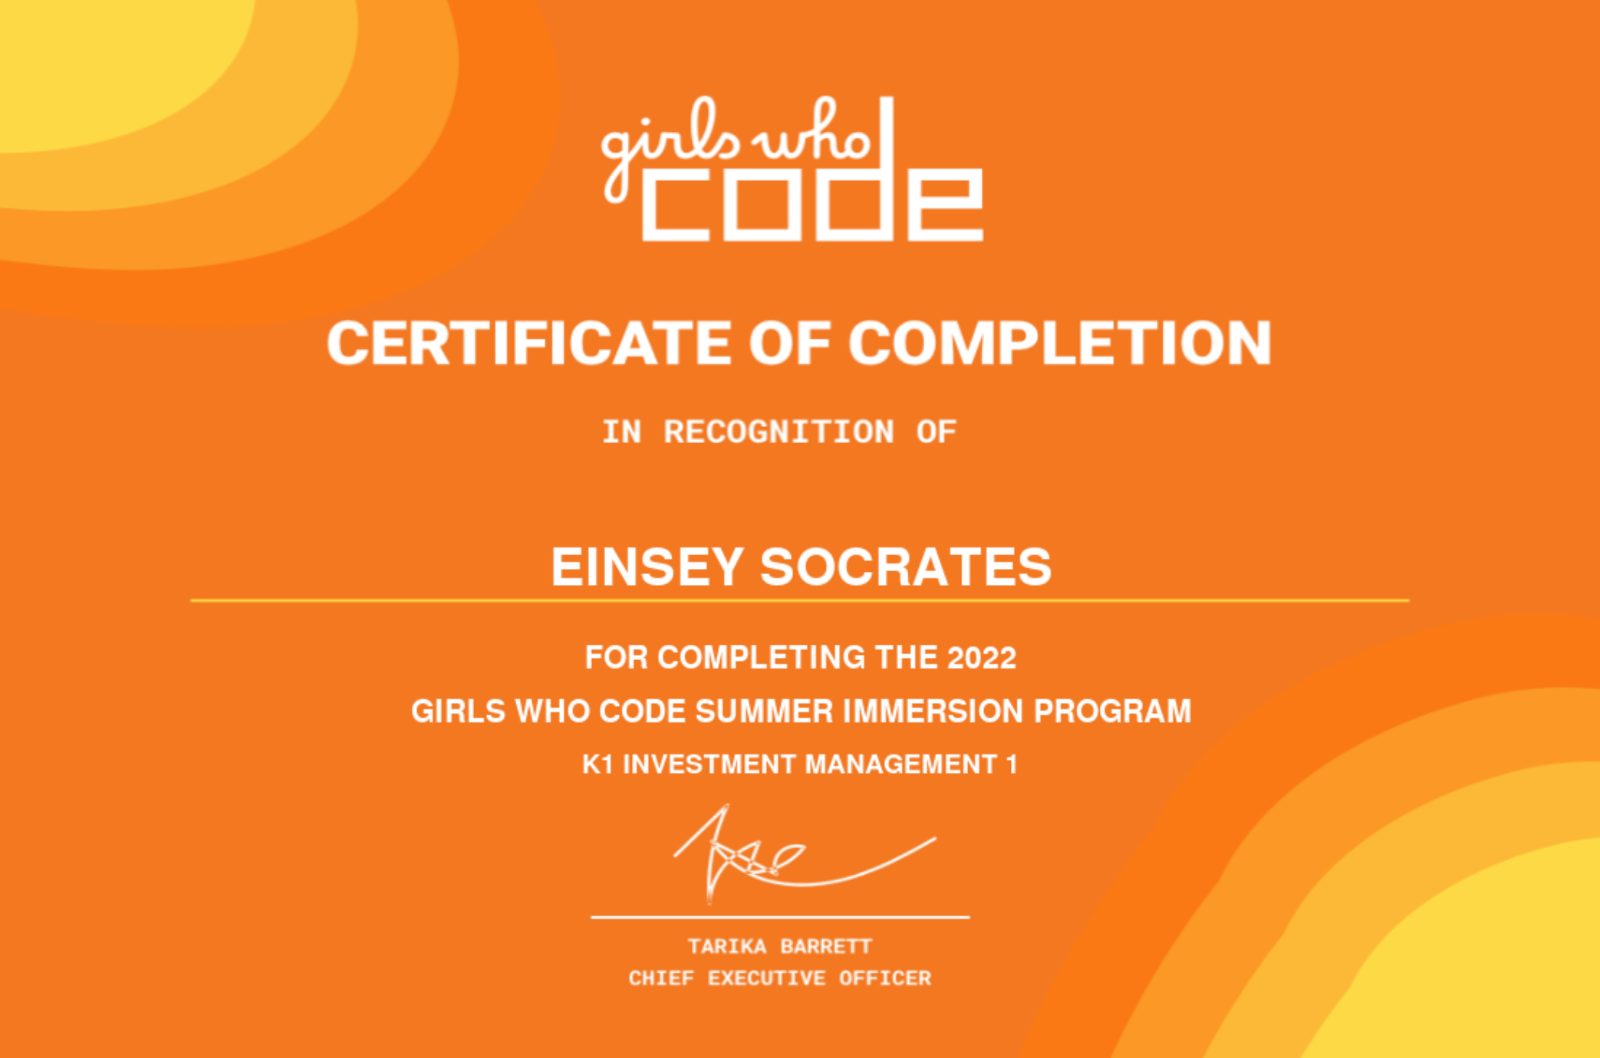 girls who
code
CERTIFICATE OF COMPLETION
IN RECOGNITION OF
EINSEY SOCRATES
FOR COMPLETING THE 2022
GIRLS WHO CODE SUMMER IMMERSION PROGRAM
K1 INVESTMENT MANAGEMENT 1
TARIKA BARRETT
CHIEF EXECUTIVE OFFICER